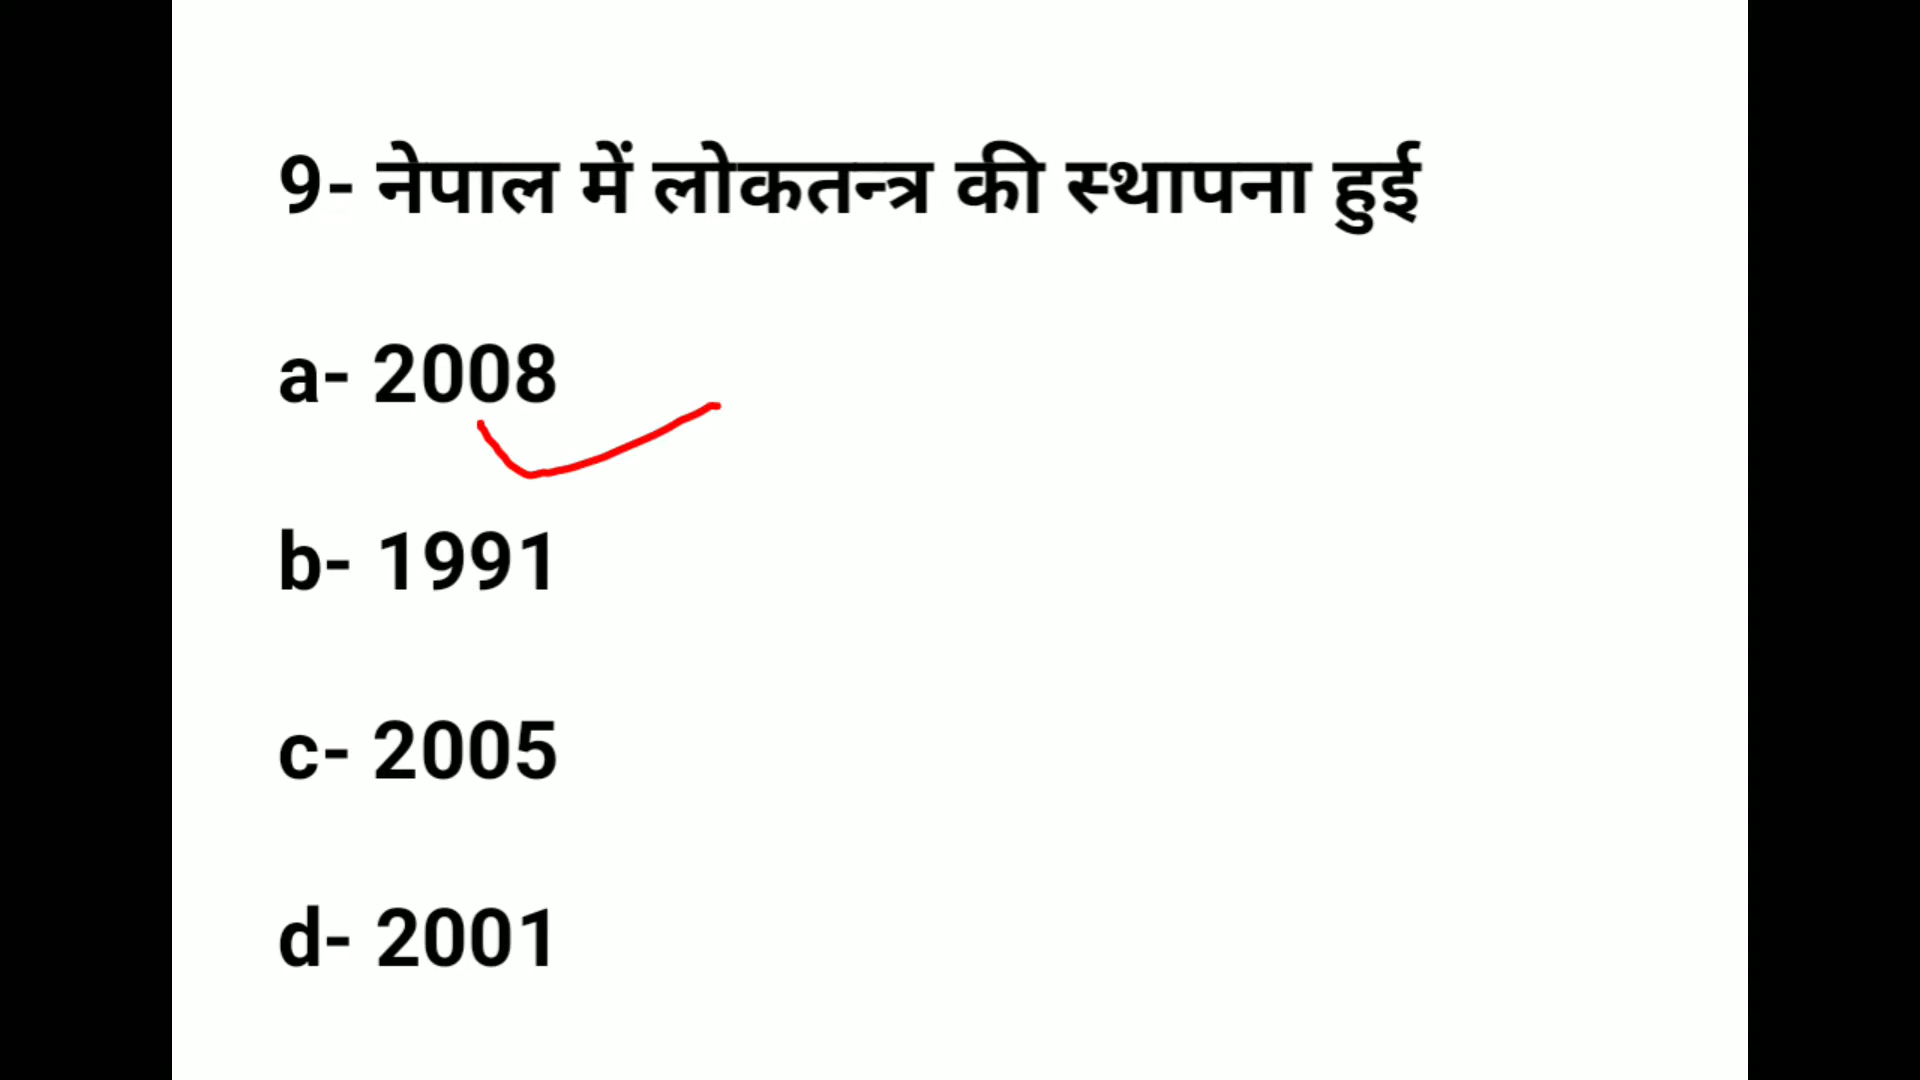 9- नेपाल में लोकतन्त्र की स्थापना हुई
a- 2008
b- 1991
c- 2005
d- 2001